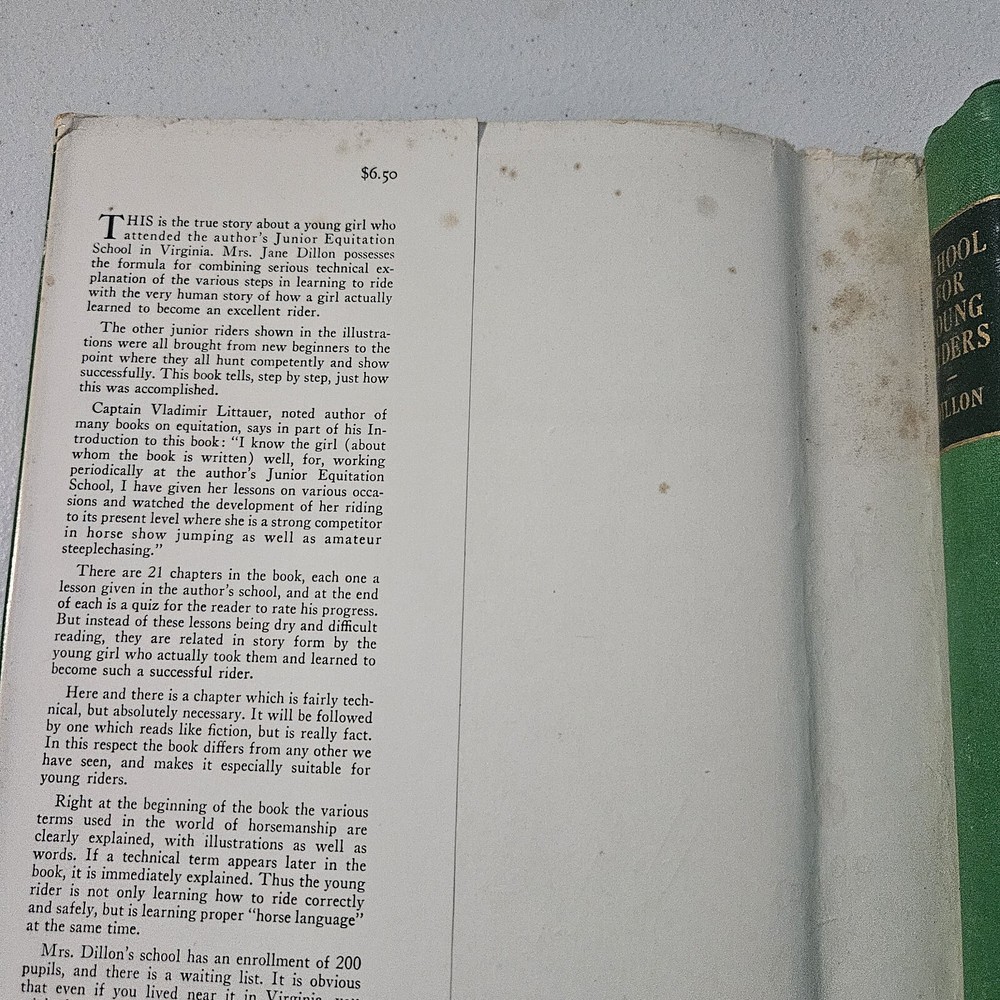 $6.50
THIS is the true story about a young girl who
attended the author's Junior Equitation
School in Virginia. Mrs. Jane Dillon possesses
the formula for combining serious technical ex-
planation of the various steps in learning to ride
with the very human story of how a girl actually
learned to become an excellent rider.
The other junior riders shown in the illustra-
tions were all brought from new beginners to the
point where they all hunt competently and show
successfully. This book tells, step by step, just how
this was accomplished.
Captain Vladimir Littauer, noted author of
many books on equitation, says in part of his In-
troduction to this book: "I know the girl (about
whom the book is written) well, for, working
periodically at the author's Junior Equitation
School, I have given her lessons on various occa-
sions and watched the development of her riding
to its present level where she is a strong competitor
in horse show jumping as well as amateur
steeplechasing."
There are 21 chapters in the book, each one a
lesson given in the author's school, and at the end
of each is a quiz for the reader to rate his progress.
But instead of these lessons being dry and difficult
reading, they are related in story form by the
young girl who actually took them and learned to
become such a successful rider.
Here and there is a chapter which is fairly tech-
nical, but absolutely necessary. It will be followed
by one which reads like fiction, but is really fact.
In this respect the book differs from any other we
have seen, and makes it especially suitable for
young riders.
Right at the beginning of the book the various
terms used in the world of horsemanship are
clearly explained, with illustrations as well as
words. If a technical term appears later in the
book, it is immediately explained. Thus the young
rider is not only learning how to ride correctly
and safely, but is learning proper "horse language"
at the same time.
Mrs. Dillon's school has an enrollment of 200
pupils, and there is a waiting list. It is obvious
that even if you lived near it in Virginia, you
HOOL
FOR
OUNG
DERS
ILLON